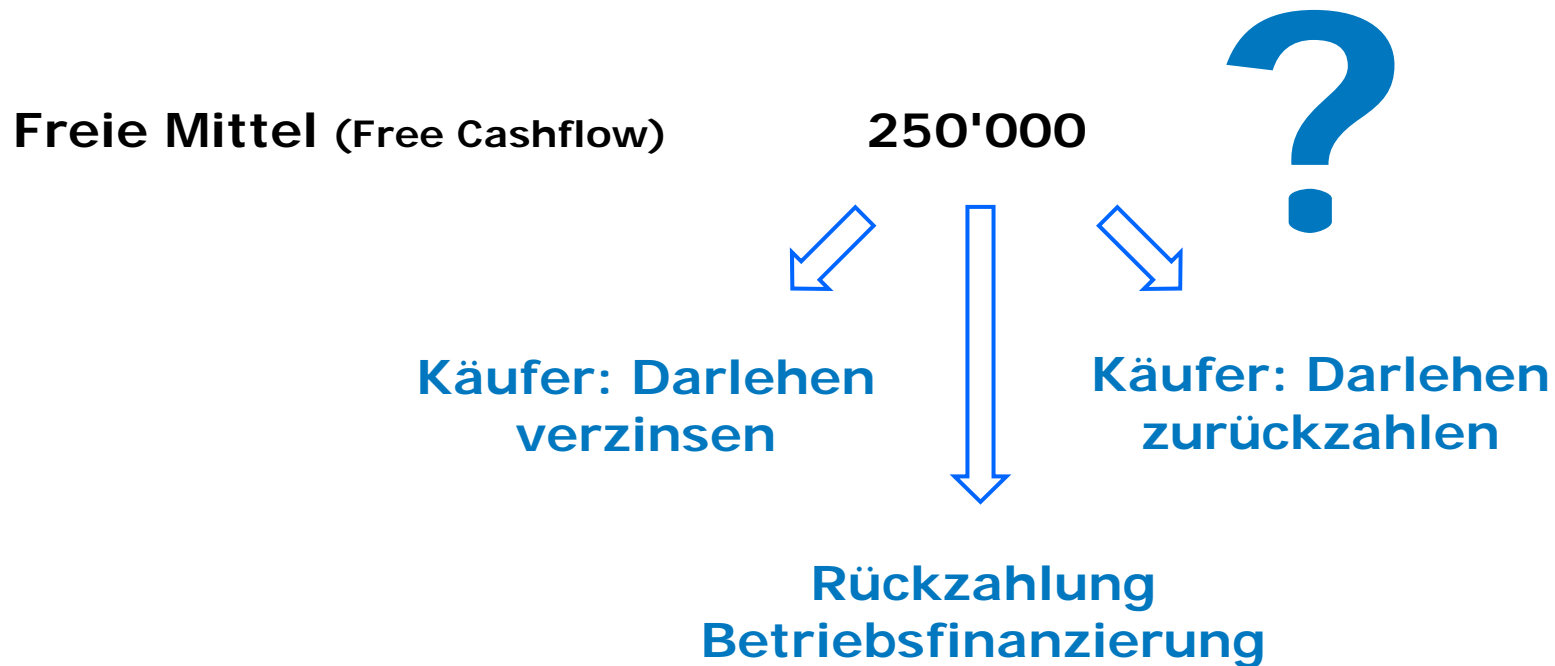 Freie Mittel (Free Cashflow) 250'000 ?
Käufer: Darlehen
verzinsen
Käufer: Darlehen
zurückzahlen
Rückzahlung
Betriebsfinanzierung